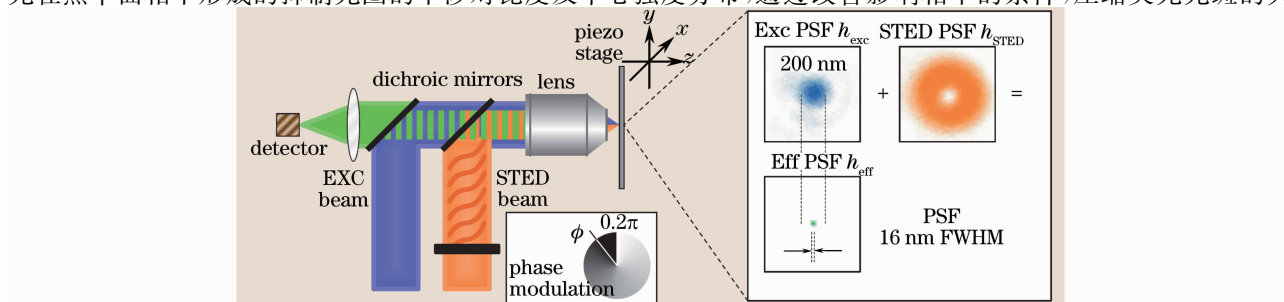 piezo
stage
y
x
z
dichroic mirrors
lens
detector
EXC
beam
STED
beam
ϕ
0.2π
phase
modulation
Exc PSF h_exc
STED PSF h_STED
200 nm
+
=
Eff PSF h_eff
PSF
16 nm FWHM